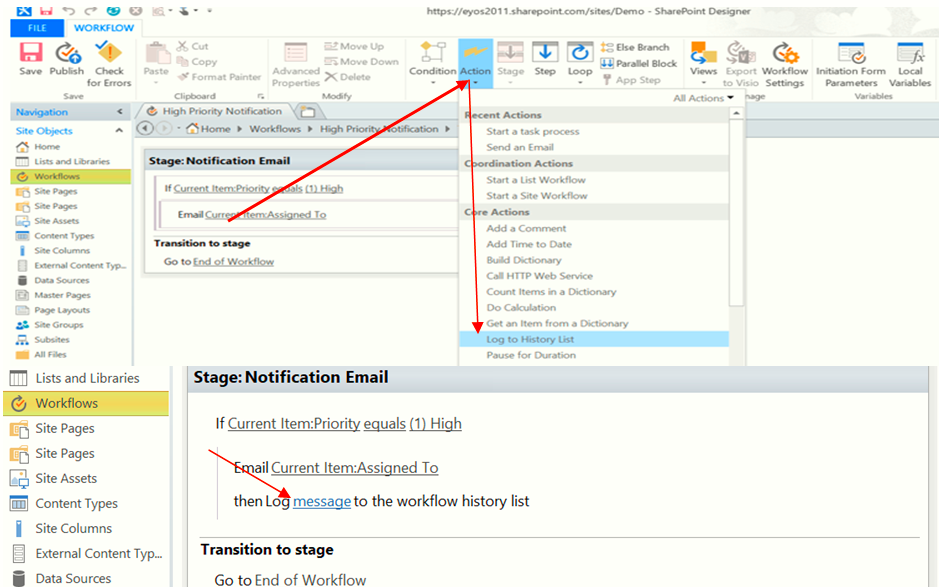 https://eyos2011.sharepoint.com/sites/Demo - SharePoint Designer
FILE WORKFLOW
Save Publish Check for Errors
Save
Paste Cut Copy Format Painter
Clipboard
Advanced Properties Move Up Move Down Delete
Modify
Condition Action Stage Step Loop Else Branch Parallel Block App Step
Views Export to Visio Workflow Settings
nage
Initiation Form Parameters Local Variables
Variables
Navigation
Site Objects
Home
Lists and Libraries
Workflows
Site Pages
Site Pages
Site Assets
Content Types
Site Columns
External Content Typ...
Data Sources
Master Pages
Page Layouts
Site Groups
Subsites
All Files
High Priority Notification
Home Workflows High Priority Notification
Stage: Notification Email
If Current Item:Priority equals (1) High
Email Current Item:Assigned To
Transition to stage
Go to End of Workflow
All Actions
Recent Actions
Start a task process
Send an Email
Coordination Actions
Start a List Workflow
Start a Site Workflow
Core Actions
Add a Comment
Add Time to Date
Build Dictionary
Call HTTP Web Service
Count Items in a Dictionary
Do Calculation
Get an Item from a Dictionary
Log to History List
Pause for Duration
Lists and Libraries
Workflows
Site Pages
Site Pages
Site Assets
Content Types
Site Columns
External Content Typ...
Data Sources
Stage: Notification Email
If Current Item:Priority equals (1) High
Email Current Item:Assigned To
then Log message to the workflow history list
Transition to stage
Go to End of Workflow